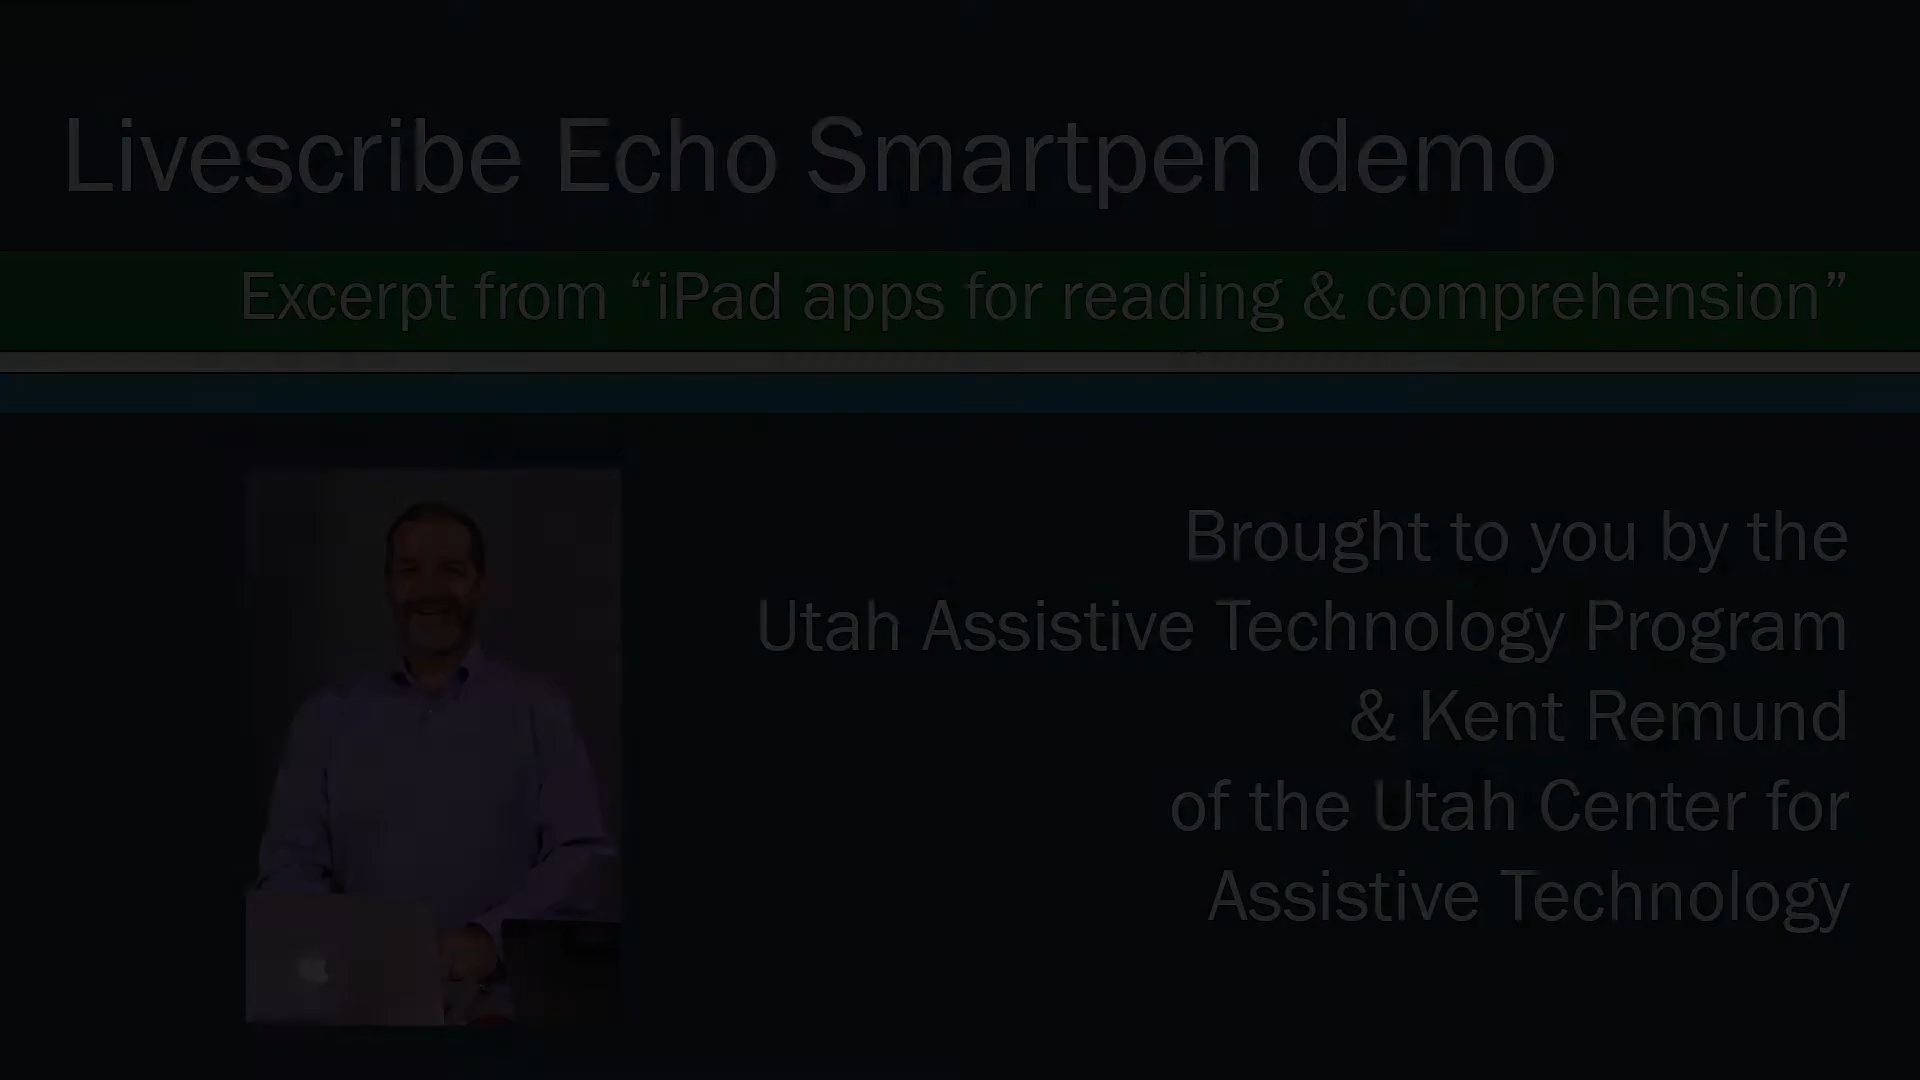 Livescribe Echo Smartpen demo
Excerpt from “iPad apps for reading & comprehension”
Brought to you by the
Utah Assistive Technology Program
& Kent Remund
of the Utah Center for
Assistive Technology